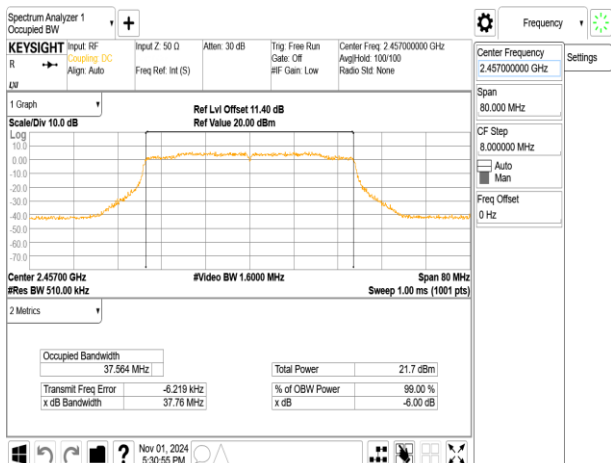 Spectrum Analyzer 1
Occupied BW
Frequency
KEYSIGHT
R
Input: RF
Coupling: DC
Align: Auto
Input Z: 50 Ω
Freq Ref: Int (S)
Atten: 30 dB
Trig: Free Run
Gate: Off
#IF Gain: Low
Center Freq: 2.457000000 GHz
Avg|Hold: 100/100
Radio Std: None
LXI
1 Graph
Scale/Div 10.0 dB
Ref Lvl Offset 11.40 dB
Ref Value 20.00 dBm
Log
10.0
0.00
-10.0
-20.0
-30.0
-40.0
-50.0
-60.0
-70.0
Center 2.45700 GHz
#Video BW 1.6000 MHz
Span 80 MHz
#Res BW 510.00 kHz
Sweep 1.00 ms (1001 pts)
2 Metrics
Occupied Bandwidth
37.564 MHz
Total Power 21.7 dBm
Transmit Freq Error -6.219 kHz
% of OBW Power 99.00 %
x dB Bandwidth 37.76 MHz
x dB -6.00 dB
Nov 01, 2024
5:30:55 PM
Center Frequency
2.457000000 GHz
Settings
Span
80.000 MHz
CF Step
8.000000 MHz
Auto
Man
Freq Offset
0 Hz